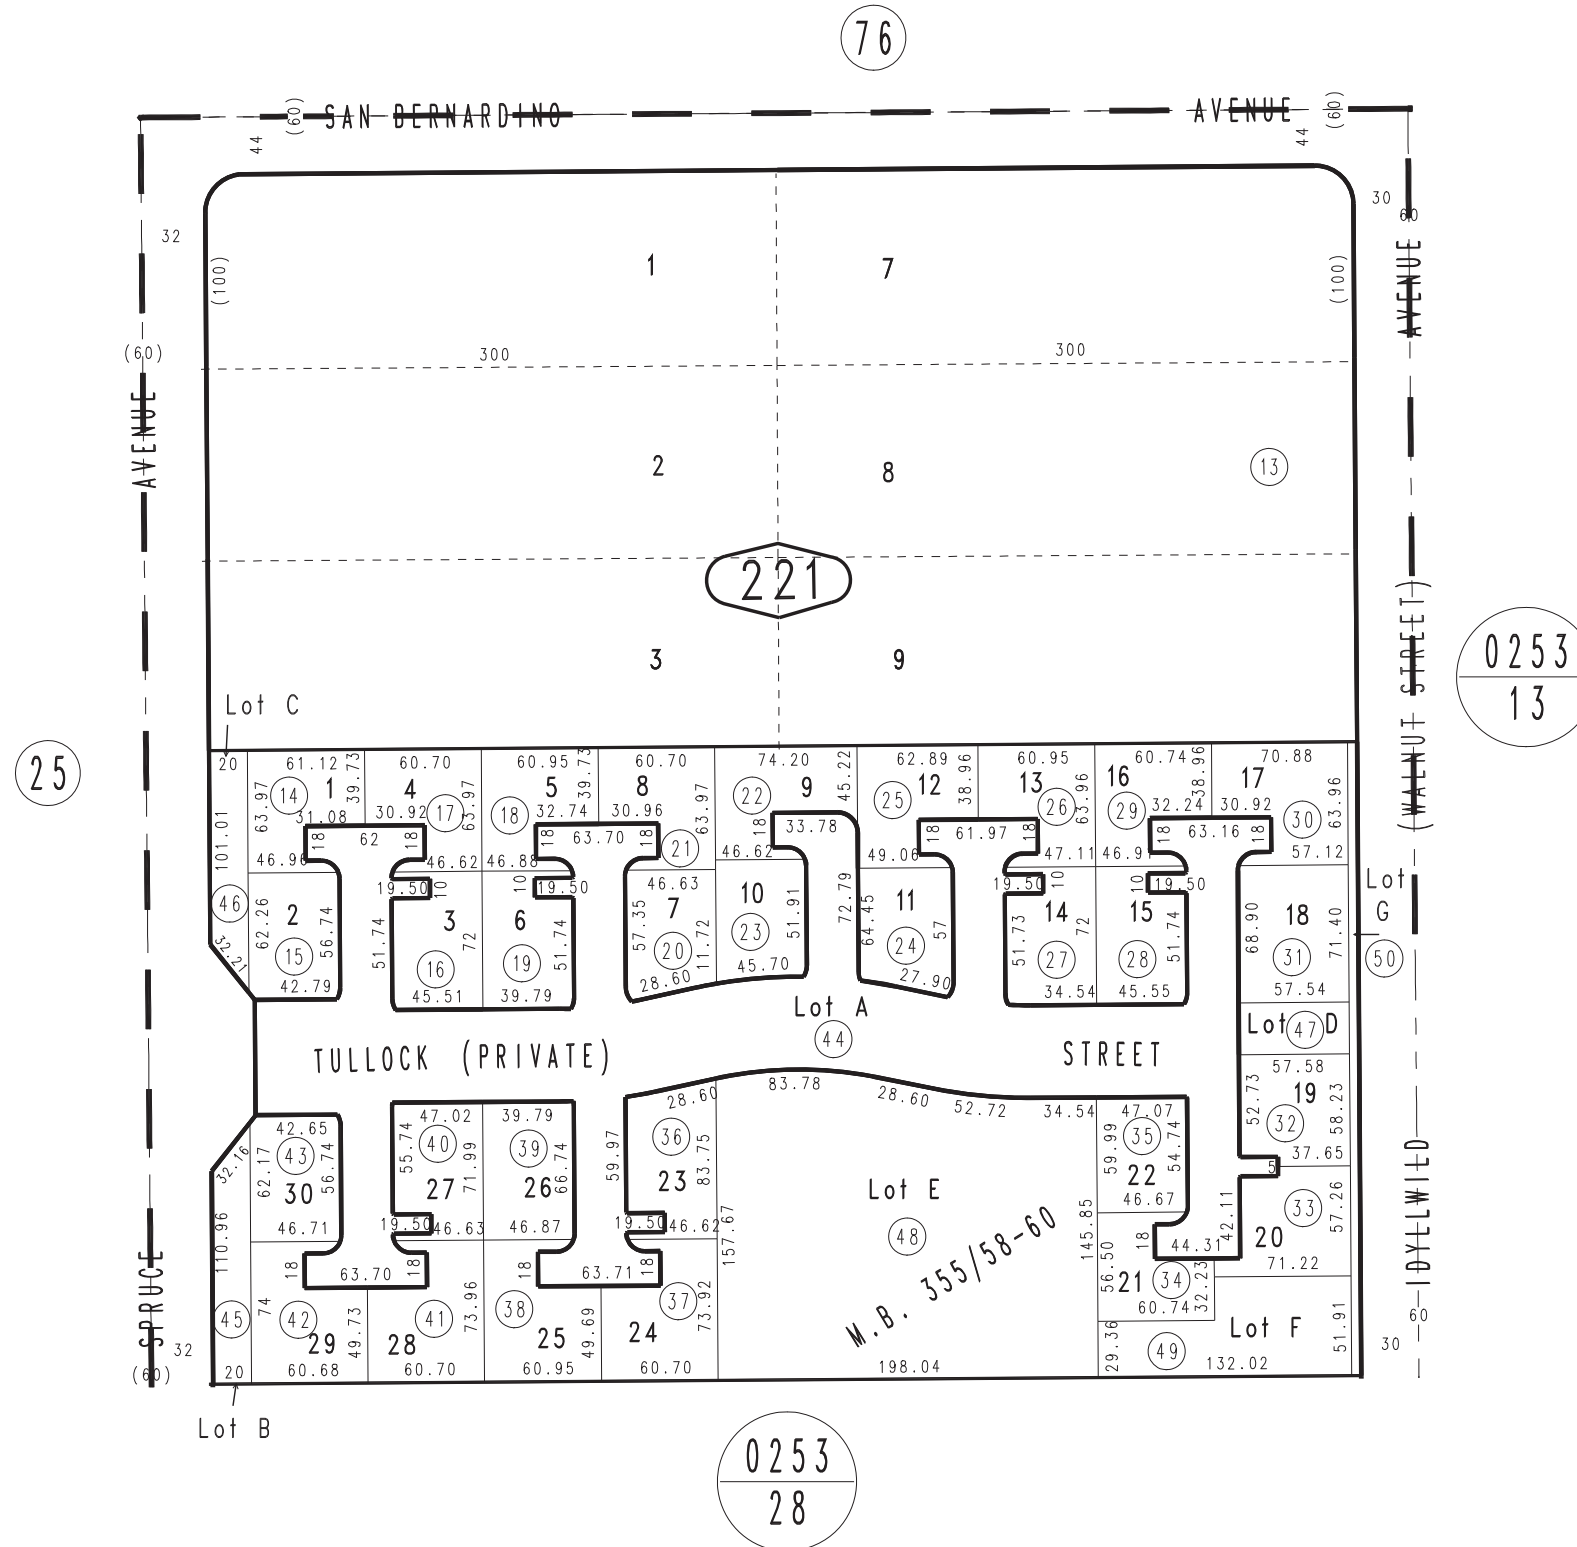 76
SAN BERNARDINO AVENUE
(60) (60)
44 44
32 30 60
(100) (100)
1 7
(60)
300 300
AVENUE AVENUE
2 8 13
221
(WALNUT STREET)
3 9
0253
13
Lot C
25
20 61.12 60.70 60.95 60.70 74.20 62.89 60.95 60.74 70.88
39.73 39.73 45.22 38.96 38.96
1 4 5 8 9 12 13 16 17
14 17 18 22 25 26 29 30
63.97 63.97 63.97 63.96 63.96
31.08 30.92 32.74 30.96 32.24 30.92
18 62 18 18 63.70 18 18 33.78 18 61.97 18 18 63.16 18
21
101.01
46.96 46.62 46.88 46.62 49.06 47.11 46.91 57.12
19.50 10 10 19.50 46.63 19.50 10 10 19.50
Lot
G
46
2 3 6 7 10 11 14 15 18
62.26 56.74 51.74 72 51.74 57.35 11.72 51.91 72.79 64.45 57 51.73 72 51.74 68.90 71.40
15 16 19 20 23 24 27 28 31 50
32.21
42.79 45.51 39.79 28.60 45.70 27.90 34.54 45.55 57.54
Lot A
44
Lot D
47
TULLOCK (PRIVATE) STREET
57.58
83.78
28.60 28.60 52.72 34.54 47.07
42.65 47.02 39.79
52.73 19 58.23
32
43 40 39 36 35
32.16 62.17 56.74 55.74 71.99 66.74 59.97 83.75 59.99 54.74
37.65
5
30 27 26 23 22
Lot E
46.71 19.50 46.63 46.87 19.50 46.62 46.67
157.67 145.85
48
33
57.26
42.11
20
110.96
18 63.70 18 18 63.71 18 44.31
71.22
M.B. 355/58-60
56.50 21 34 32.23
60.74
45 74 42 49.73 41 73.96 38 49.69 37 73.92
SPRUCE IDYLLWILD
29 28 25 24
Lot F 51.91
60
32 30
(60)
20 60.68 60.70 60.95 60.70 198.04 29.36 49 132.02
Lot B
0253
28